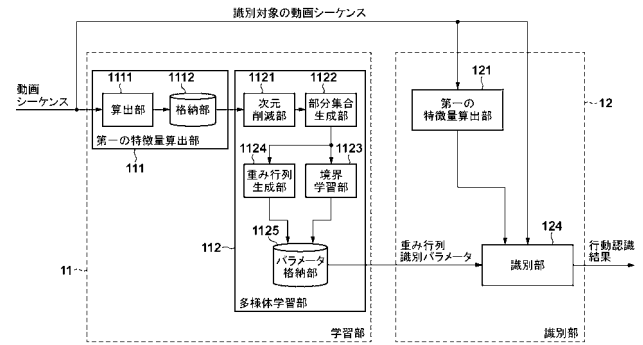 識別対象の動画シーケンス
動画
シーケンス
1111
算出部
1112
格納部
第一の特徴量算出部
111
1121
次元
削減部
1122
部分集合
生成部
1124
重み行列
生成部
1123
境界
学習部
1125
パラメータ
格納部
112
多様体学習部
11
学習部
121
第一の
特徴量算出部
12
重み行列
識別パラメータ
124
識別部
行動認識
結果
識別部